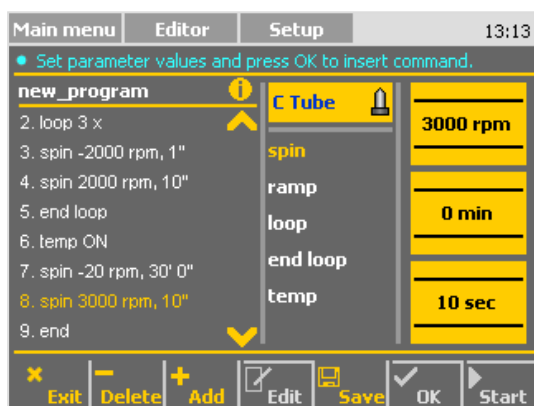 Main menu Editor Setup 13:13
• Set parameter values and press OK to insert command.
new_program
C Tube
2. loop 3 x
3. spin -2000 rpm, 1"
4. spin 2000 rpm, 10"
5. end loop
6. temp ON
7. spin -20 rpm, 30' 0"
8. spin 3000 rpm, 10"
9. end
spin
ramp
loop
end loop
temp
3000 rpm
0 min
10 sec
Exit Delete Add Edit Save OK Start